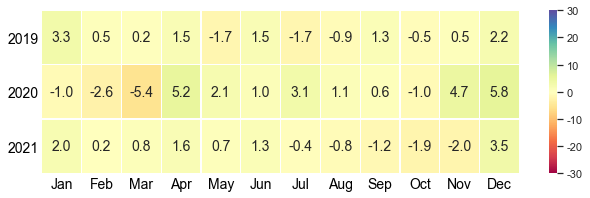 2019 3.3 0.5 0.2 1.5 -1.7 1.5 -1.7 -0.9 1.3 -0.5 0.5 2.2
2020 -1.0 -2.6 -5.4 5.2 2.1 1.0 3.1 1.1 0.6 -1.0 4.7 5.8
2021 2.0 0.2 0.8 1.6 0.7 1.3 -0.4 -0.8 -1.2 -1.9 -2.0 3.5
Jan Feb Mar Apr May Jun Jul Aug Sep Oct Nov Dec
30
20
10
0
-10
-20
-30